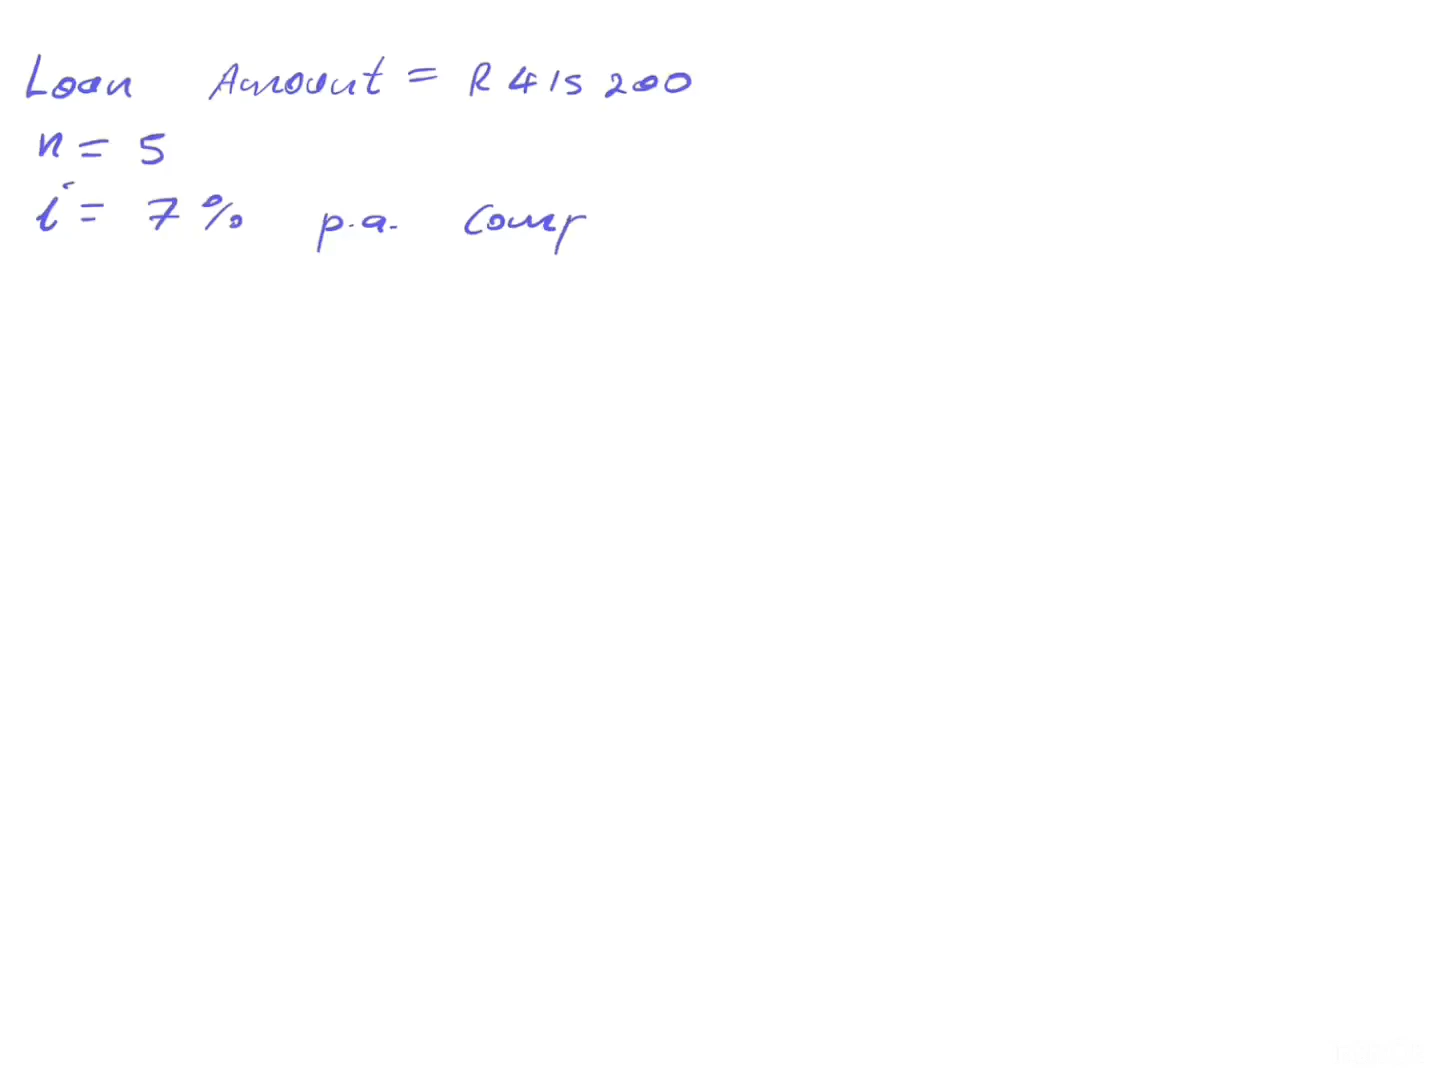 Loan Amount = R 415 200
n = 5
i = 7% p.a. Comp